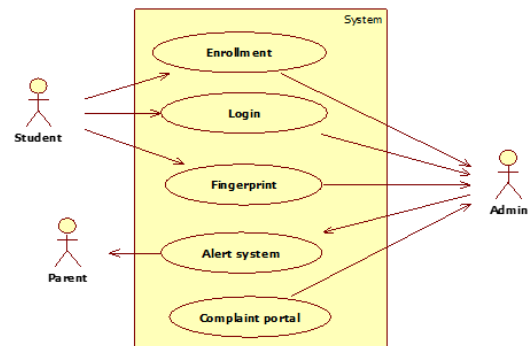 System
Enrollment
Login
Student
Fingerprint
Admin
Alert system
Parent
Complaint portal